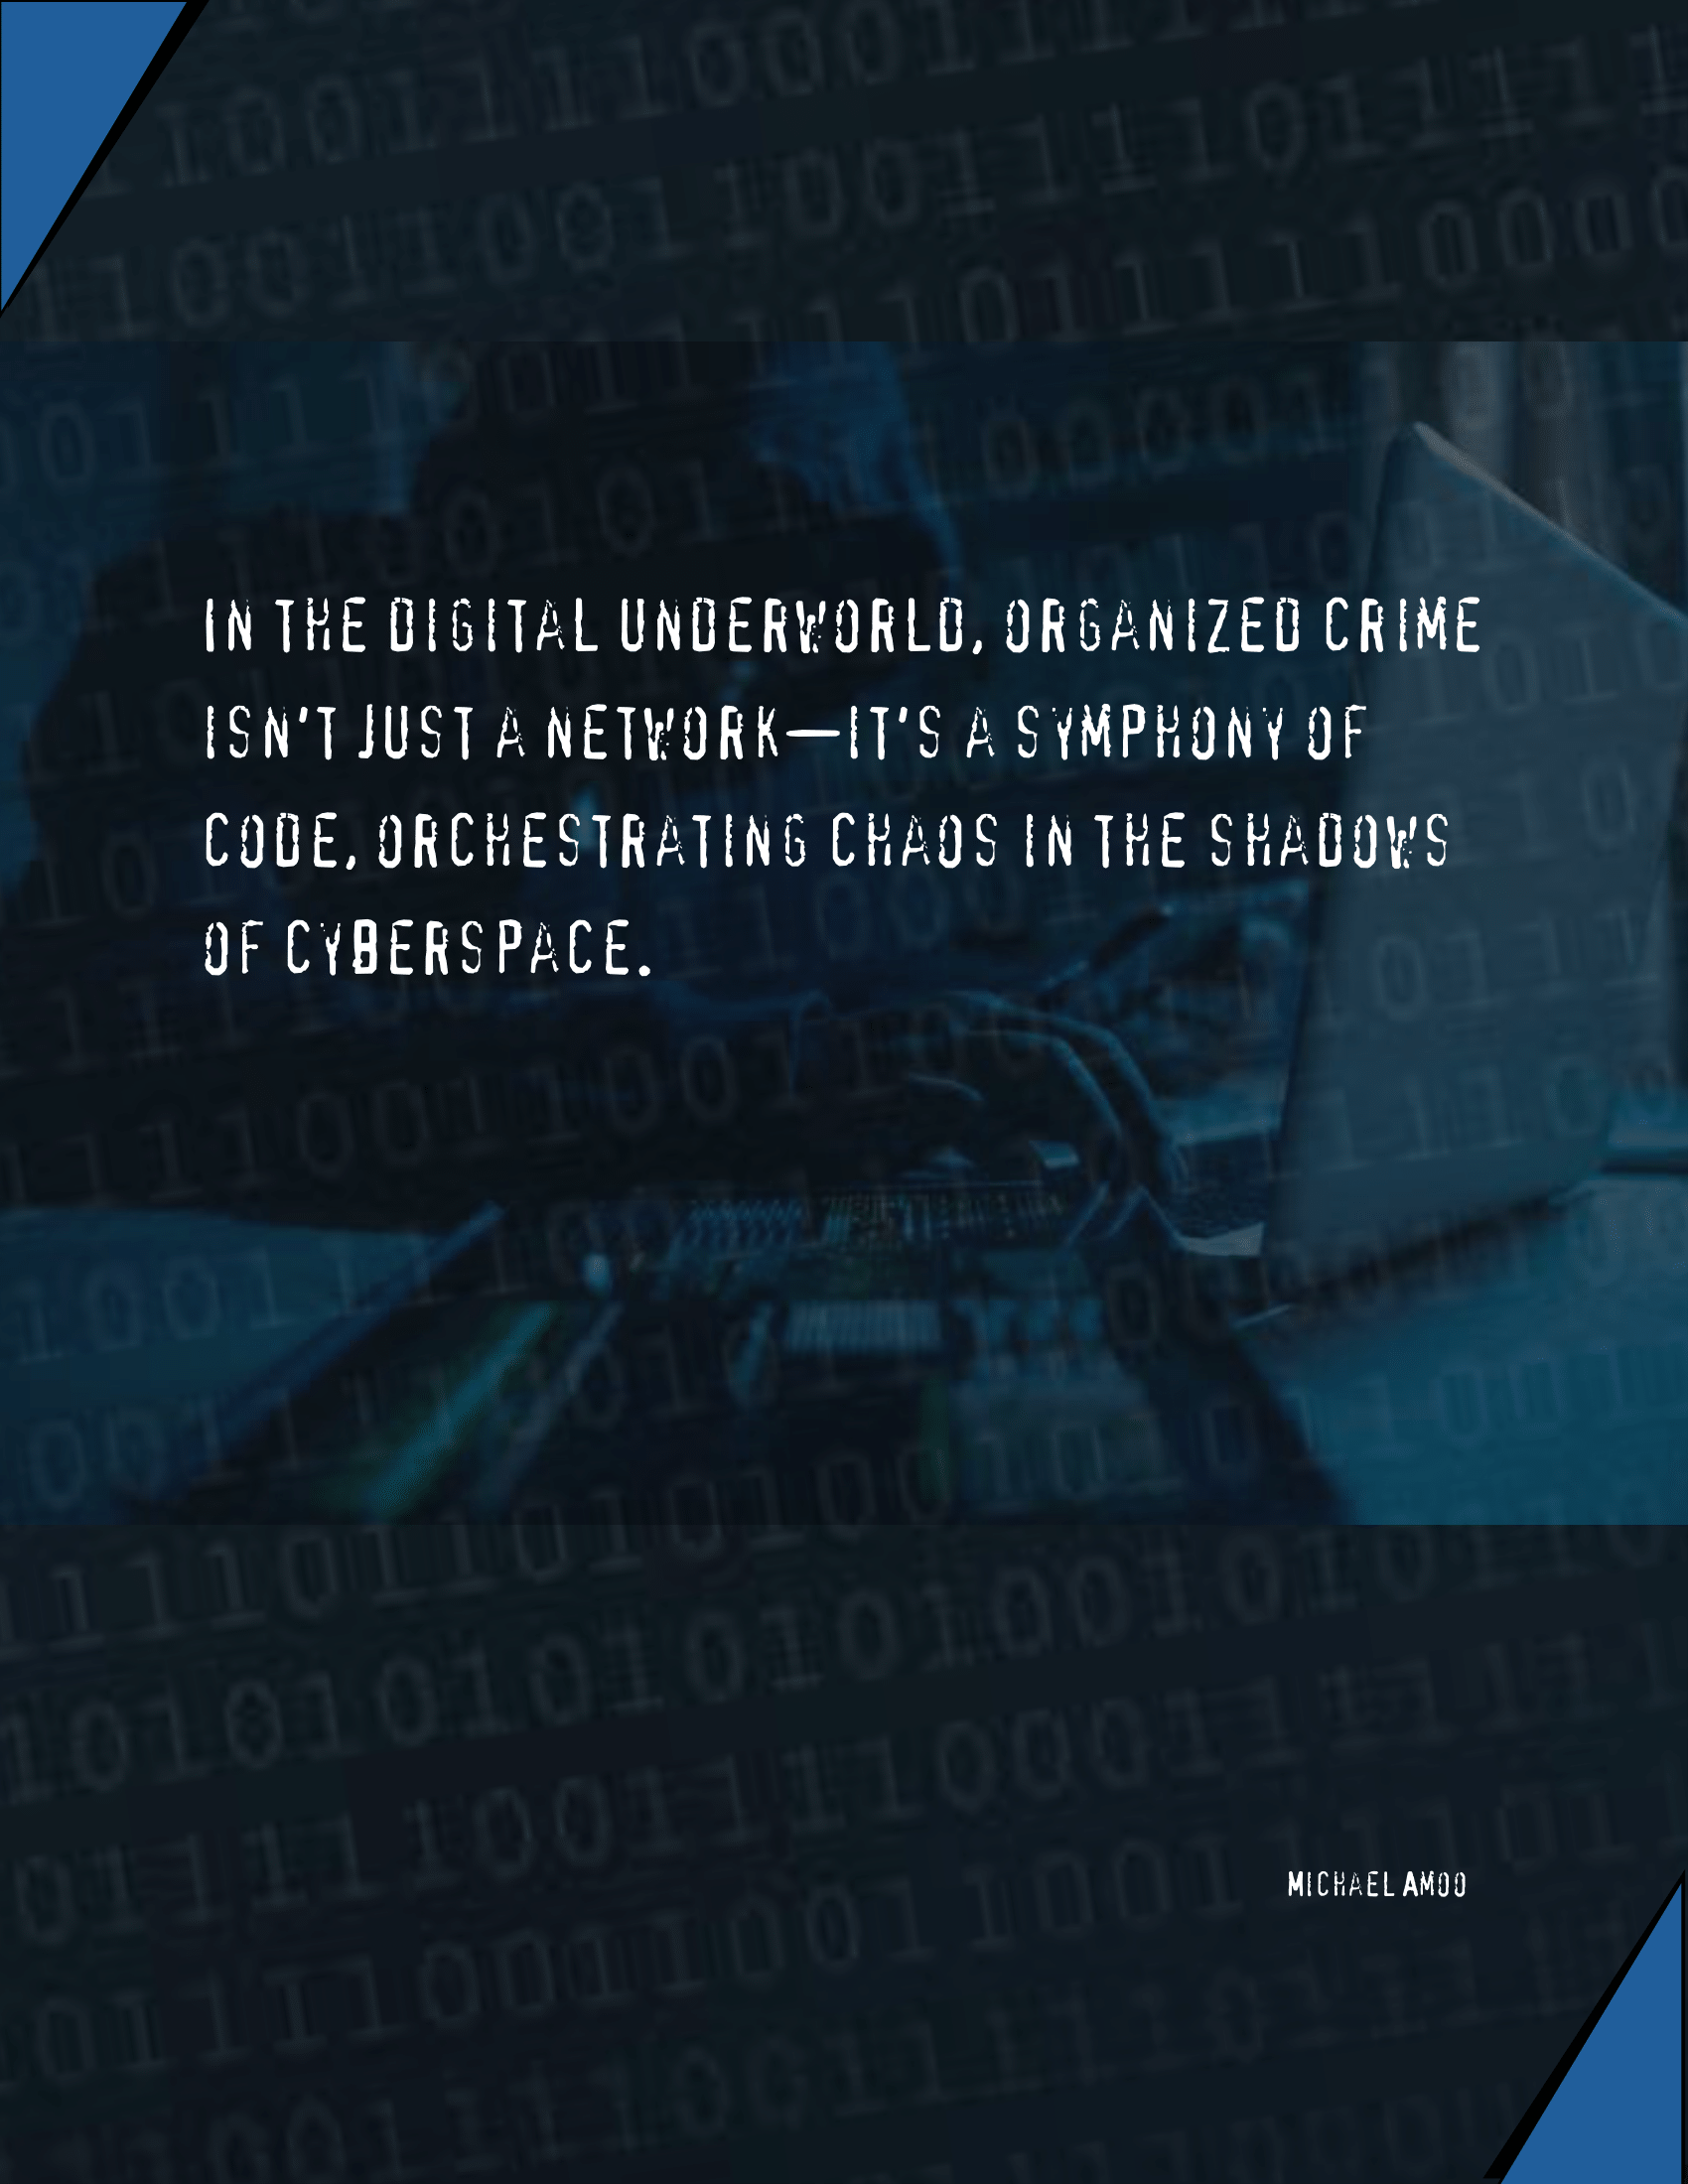 IN THE DIGITAL UNDERWORLD, ORGANIZED CRIME
ISN'T JUST A NETWORK—IT'S A SYMPHONY OF
CODE, ORCHESTRATING CHAOS IN THE SHADOWS
OF CYBERSPACE.
MICHAEL AMOO